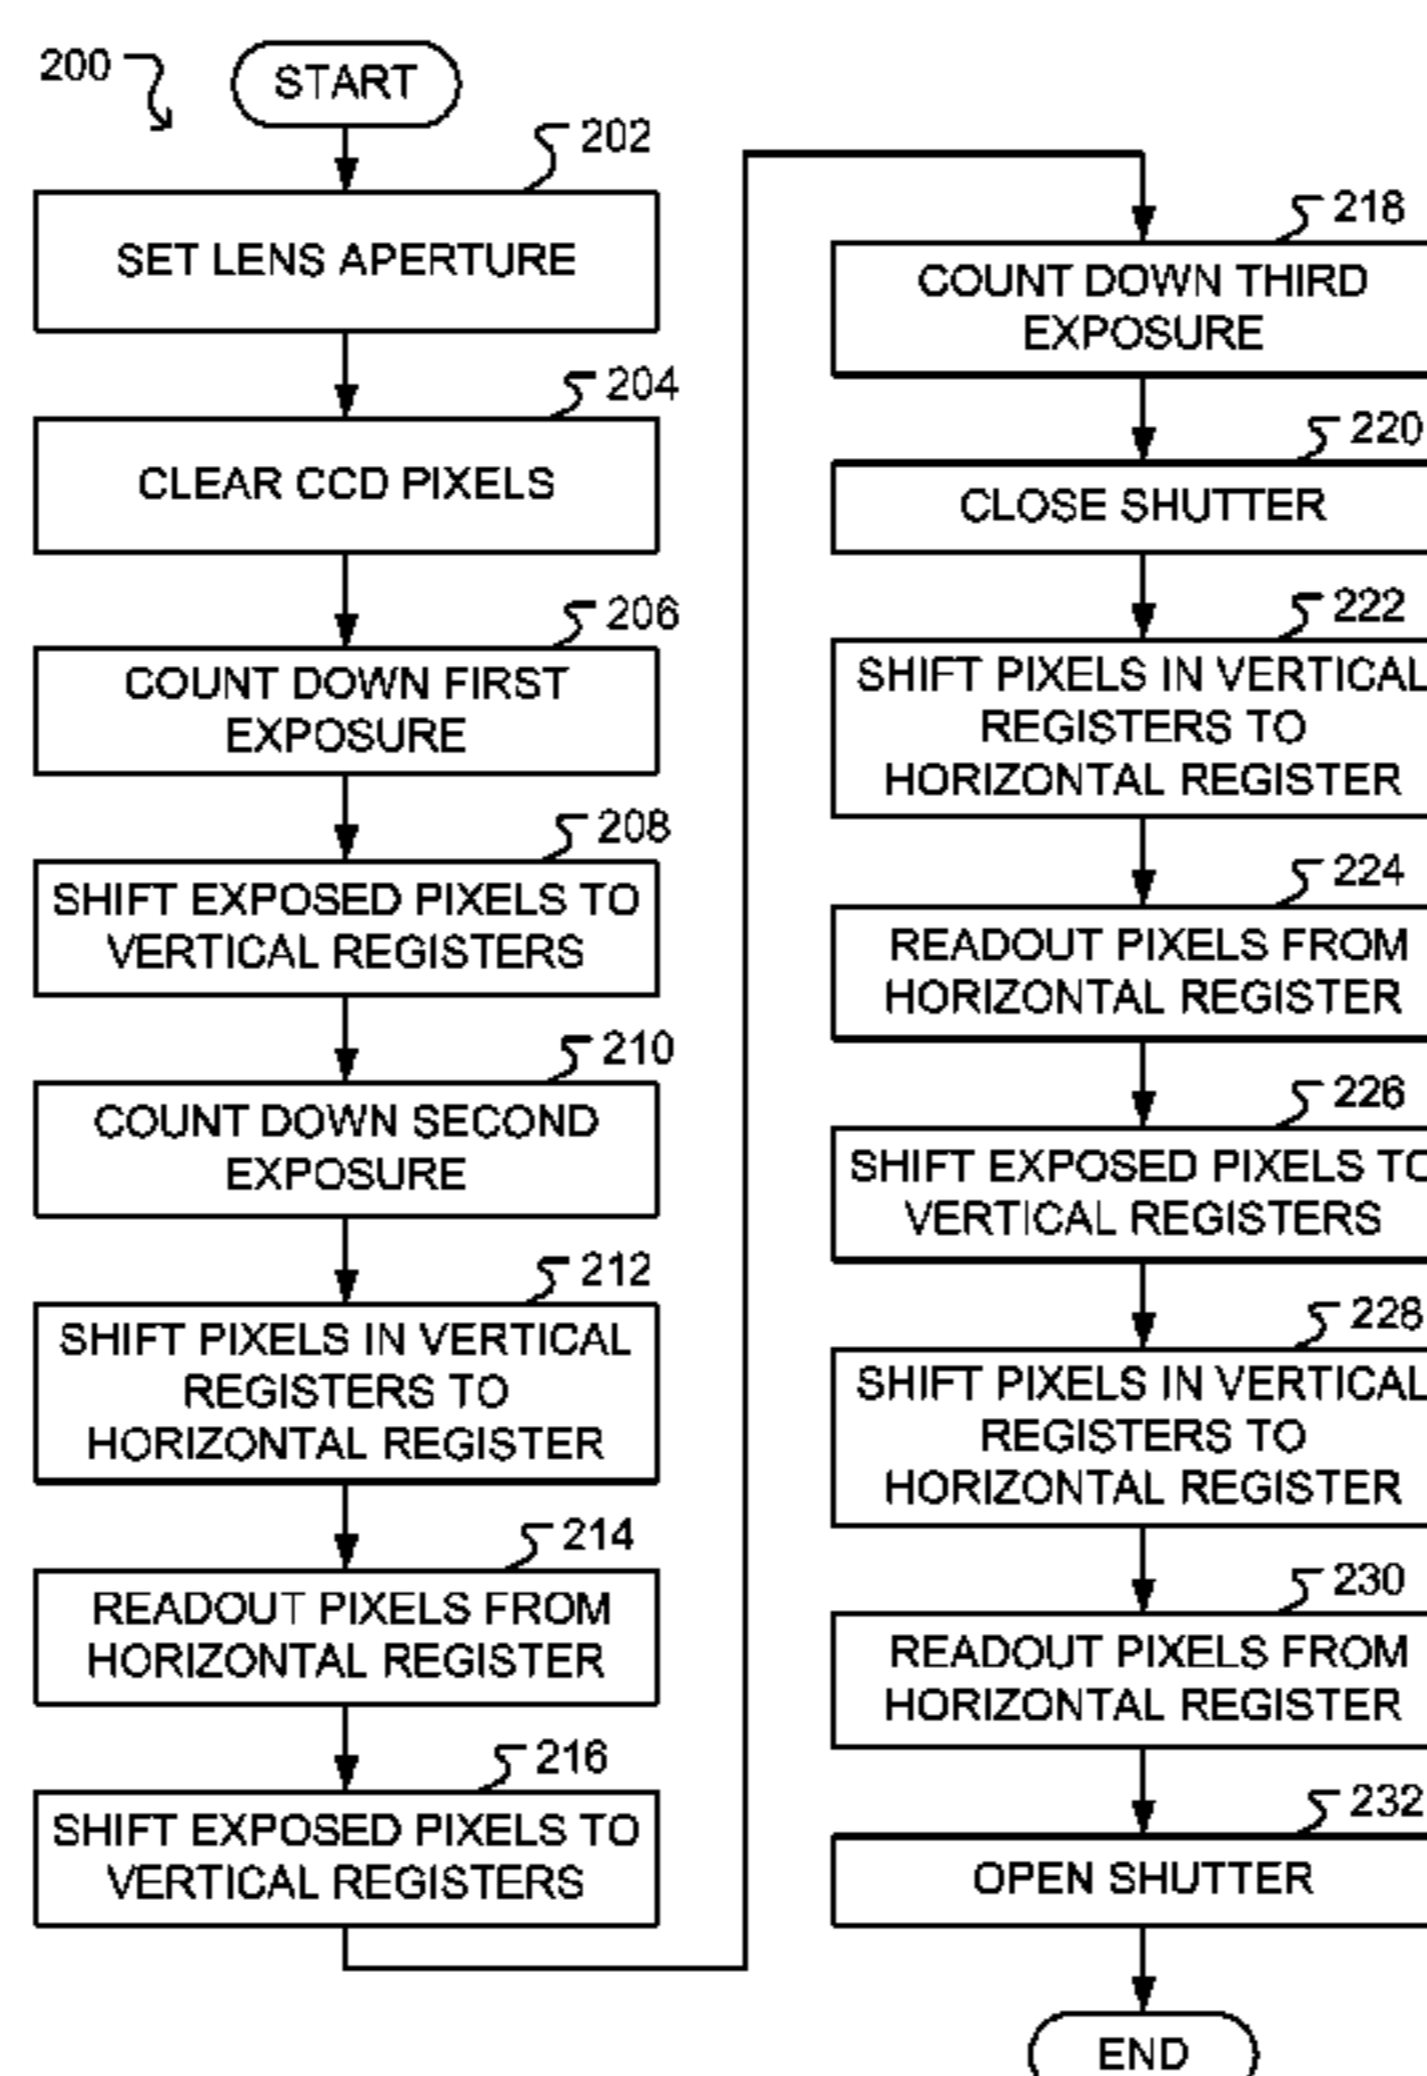 200
START
202
SET LENS APERTURE
204
CLEAR CCD PIXELS
206
COUNT DOWN FIRST
EXPOSURE
208
SHIFT EXPOSED PIXELS TO
VERTICAL REGISTERS
210
COUNT DOWN SECOND
EXPOSURE
212
SHIFT PIXELS IN VERTICAL
REGISTERS TO
HORIZONTAL REGISTER
214
READOUT PIXELS FROM
HORIZONTAL REGISTER
216
SHIFT EXPOSED PIXELS TO
VERTICAL REGISTERS
218
COUNT DOWN THIRD
EXPOSURE
220
CLOSE SHUTTER
222
SHIFT PIXELS IN VERTICAL
REGISTERS TO
HORIZONTAL REGISTER
224
READOUT PIXELS FROM
HORIZONTAL REGISTER
226
SHIFT EXPOSED PIXELS TO
VERTICAL REGISTERS
228
SHIFT PIXELS IN VERTICAL
REGISTERS TO
HORIZONTAL REGISTER
230
READOUT PIXELS FROM
HORIZONTAL REGISTER
232
OPEN SHUTTER
END